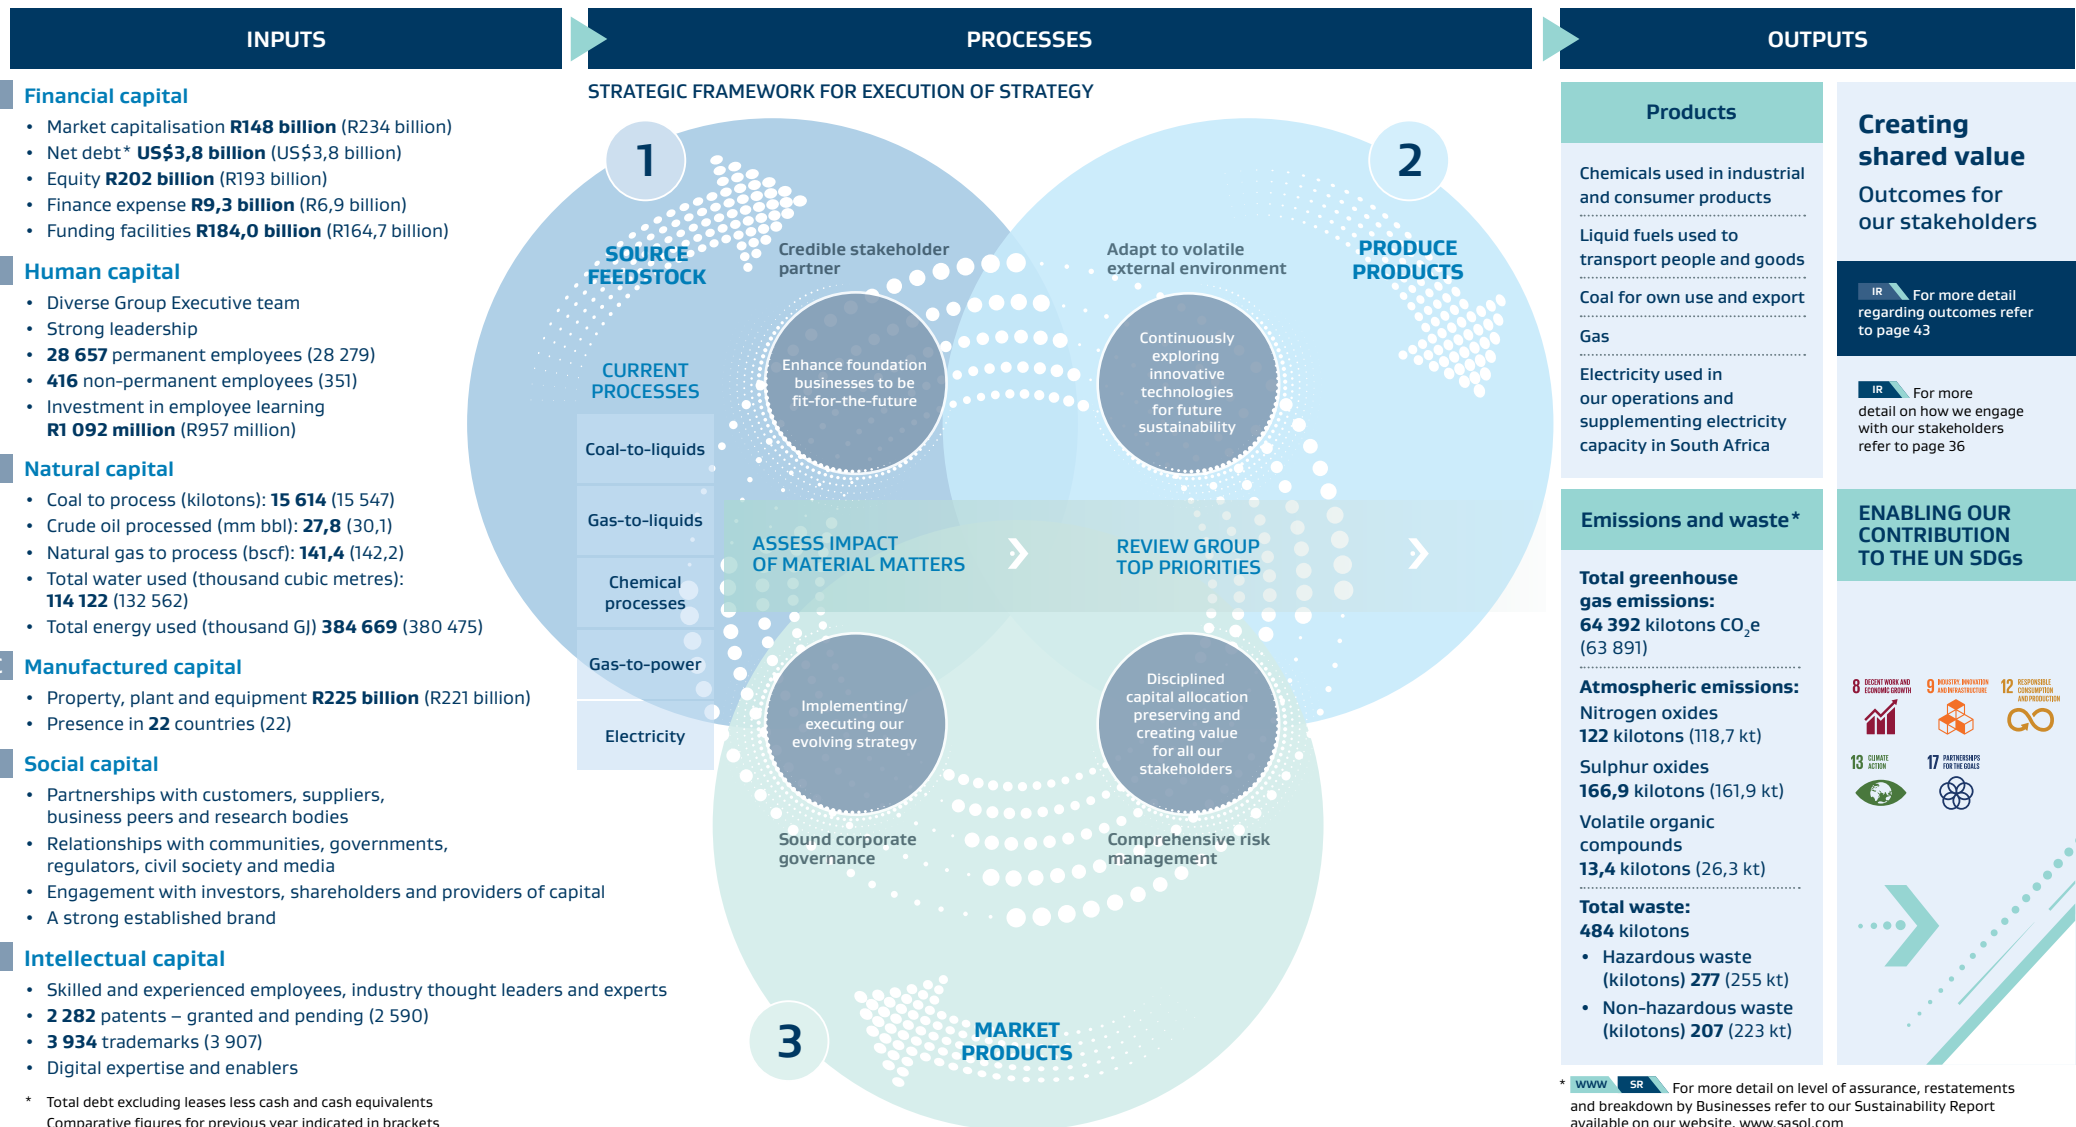 INPUTS
Financial capital
• Market capitalisation R148 billion (R234 billion)
• Net debt* US$3,8 billion (US$3,8 billion)
• Equity R202 billion (R193 billion)
• Finance expense R9,3 billion (R6,9 billion)
• Funding facilities R184,0 billion (R164,7 billion)
Human capital
• Diverse Group Executive team
• Strong leadership
• 28 657 permanent employees (28 279)
• 416 non-permanent employees (351)
• Investment in employee learning
R1 092 million (R957 million)
Natural capital
• Coal to process (kilotons): 15 614 (15 547)
• Crude oil processed (mm bbl): 27,8 (30,1)
• Natural gas to process (bscf): 141,4 (142,2)
• Total water used (thousand cubic metres):
114 122 (132 562)
• Total energy used (thousand GJ) 384 669 (380 475)
Manufactured capital
• Property, plant and equipment R225 billion (R221 billion)
• Presence in 22 countries (22)
Social capital
• Partnerships with customers, suppliers,
business peers and research bodies
• Relationships with communities, governments,
regulators, civil society and media
• Engagement with investors, shareholders and providers of capital
• A strong established brand
Intellectual capital
• Skilled and experienced employees, industry thought leaders and experts
• 2 282 patents – granted and pending (2 590)
• 3 934 trademarks (3 907)
• Digital expertise and enablers
* Total debt excluding leases less cash and cash equivalents
Comparative figures for previous year indicated in brackets
PROCESSES
STRATEGIC FRAMEWORK FOR EXECUTION OF STRATEGY
1
SOURCE
FEEDSTOCK
CURRENT
PROCESSES
Coal-to-liquids
Gas-to-liquids
Chemical
processes
Gas-to-power
Electricity
Credible stakeholder
partner
Enhance foundation
businesses to be
fit-for-the-future
Adapt to volatile
external environment
Continuously
exploring
innovative
technologies
for future
sustainability
2
PRODUCE
PRODUCTS
ASSESS IMPACT
OF MATERIAL MATTERS
REVIEW GROUP
TOP PRIORITIES
Implementing/
executing our
evolving strategy
Sound corporate
governance
Disciplined
capital allocation
preserving and
creating value
for all our
stakeholders
Comprehensive risk
management
3
MARKET
PRODUCTS
OUTPUTS
Products
Chemicals used in industrial
and consumer products
Liquid fuels used to
transport people and goods
Coal for own use and export
Gas
Electricity used in
our operations and
supplementing electricity
capacity in South Africa
Emissions and waste*
Total greenhouse
gas emissions:
64 392 kilotons CO2e
(63 891)
Atmospheric emissions:
Nitrogen oxides
122 kilotons (118,7 kt)
Sulphur oxides
166,9 kilotons (161,9 kt)
Volatile organic
compounds
13,4 kilotons (26,3 kt)
Total waste:
484 kilotons
• Hazardous waste
(kilotons) 277 (255 kt)
• Non-hazardous waste
(kilotons) 207 (223 kt)
Creating
shared value
Outcomes for
our stakeholders
IR For more detail
regarding outcomes refer
to page 43
IR For more
detail on how we engage
with our stakeholders
refer to page 36
ENABLING OUR
CONTRIBUTION
TO THE UN SDGs
8 DECENT WORK AND
ECONOMIC GROWTH
9 INDUSTRY, INNOVATION
AND INFRASTRUCTURE
12 RESPONSIBLE
CONSUMPTION
AND PRODUCTION
13 CLIMATE
ACTION
17 PARTNERSHIPS
FOR THE GOALS
* WWW SR For more detail on level of assurance, restatements
and breakdown by Businesses refer to our Sustainability Report
available on our website, www.sasol.com